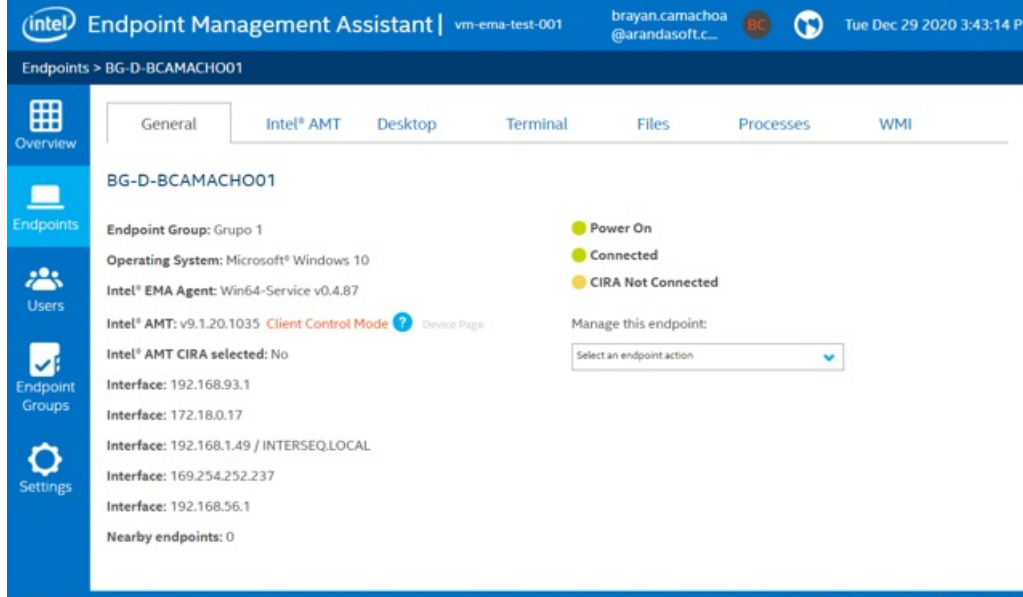 intel Endpoint Management Assistant | vm-ema-test-001 brayan.camachoa @arandasoft.c... BC Tue Dec 29 2020 3:43:14 P
Endpoints > BG-D-BCAMACHO01
Overview
Endpoints
Users
Endpoint
Groups
Settings
General Intel® AMT Desktop Terminal Files Processes WMI
BG-D-BCAMACHO01
Endpoint Group: Grupo 1
Operating System: Microsoft® Windows 10
Intel® EMA Agent: Win64-Service v0.4.87
Intel® AMT: v9.1.20.1035 Client Control Mode ? Device Page
Intel® AMT CIRA selected: No
Interface: 192.168.93.1
Interface: 172.18.0.17
Interface: 192.168.1.49 / INTERSEQ.LOCAL
Interface: 169.254.252.237
Interface: 192.168.56.1
Nearby endpoints: 0
Power On
Connected
CIRA Not Connected
Manage this endpoint:
Select an endpoint action